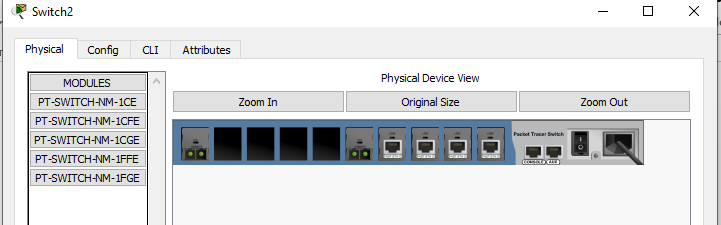 Switch2
Physical Config CLI Attributes
MODULES
PT-SWITCH-NM-1CE
PT-SWITCH-NM-1CFE
PT-SWITCH-NM-1CGE
PT-SWITCH-NM-1FFE
PT-SWITCH-NM-1FGE
Physical Device View
Zoom In Original Size Zoom Out
Packet Tracer Switch
CONSOLE AUX